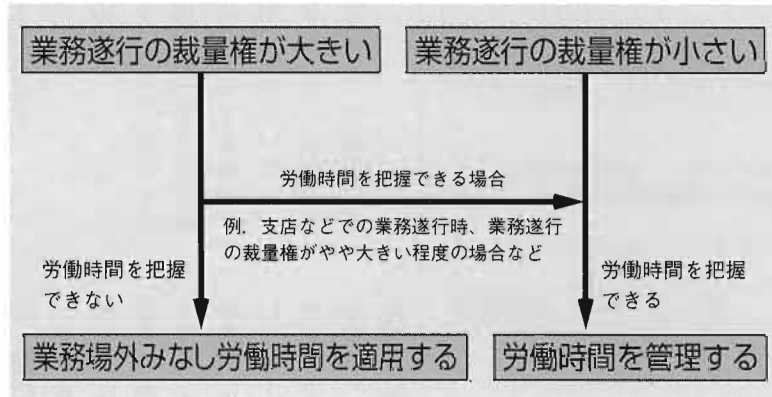 業務遂行の裁量権が大きい
業務遂行の裁量権が小さい
労働時間を把握できる場合
例．支店などでの業務遂行時、業務遂行
の裁量権がやや大きい程度の場合など
労働時間を把握
できない
労働時間を把握
できる
業務場外みなし労働時間を適用する
労働時間を管理する